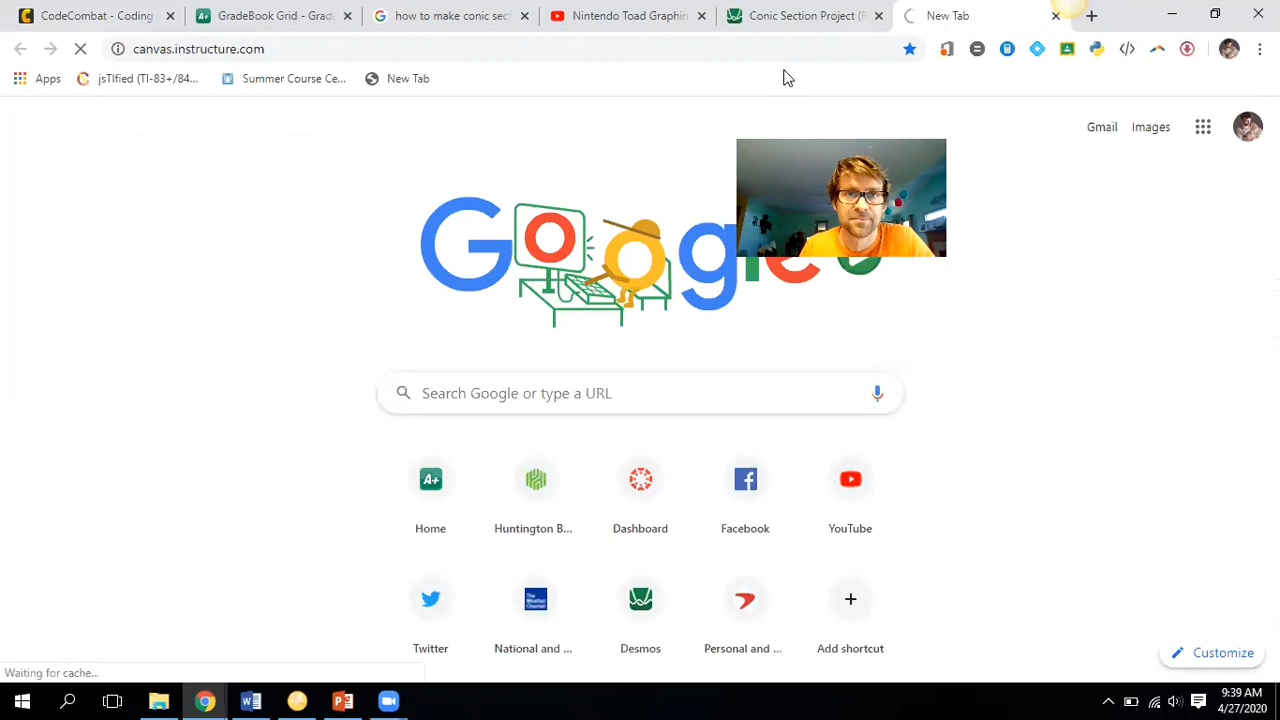 CodeCombat - Coding
GradeBook Grid - Grad
how to make conic sect
Nintendo Toad Graphin
Conic Section Project (P
New Tab
canvas.instructure.com
Apps
jsTIfied (TI-83+/84...
Summer Course Ce...
New Tab
Gmail
Images
Google
Search Google or type a URL
A+
Home
Huntington B...
Dashboard
Facebook
YouTube
Twitter
National and ...
Desmos
Personal and ...
Add shortcut
Customize
Waiting for cache...
9:39 AM
4/27/2020